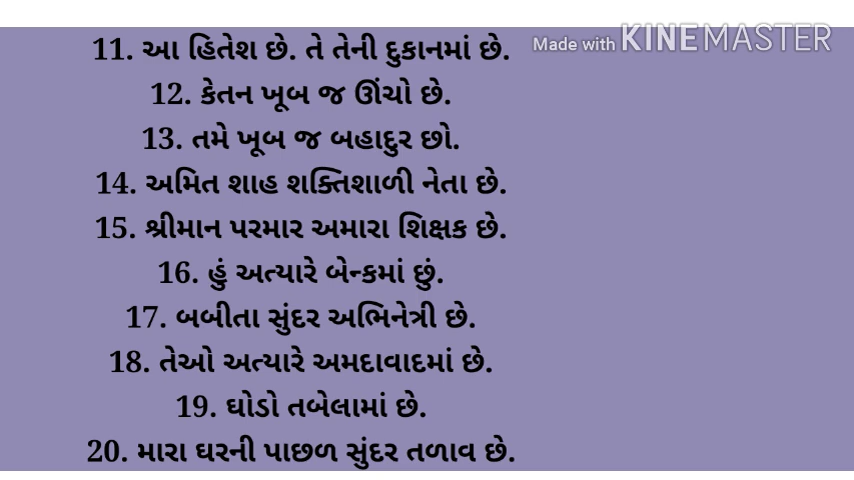 Made with KINEMASTER
11. આ હિતેશ છે. તે તેની દુકાનમાં છે.
12. કેતન ખૂબ જ ઊંચો છે.
13. તમે ખૂબ જ બહાદુર છો.
14. અમિત શાહ શક્તિશાળી નેતા છે.
15. શ્રીમાન પરમાર અમારા શિક્ષક છે.
16. હું અત્યારે બેન્કમાં છું.
17. બબીતા સુંદર અભિનેત્રી છે.
18. તેઓ અત્યારે અમદાવાદમાં છે.
19. ઘોડો તબેલામાં છે.
20. મારા ઘરની પાછળ સુંદર તળાવ છે.